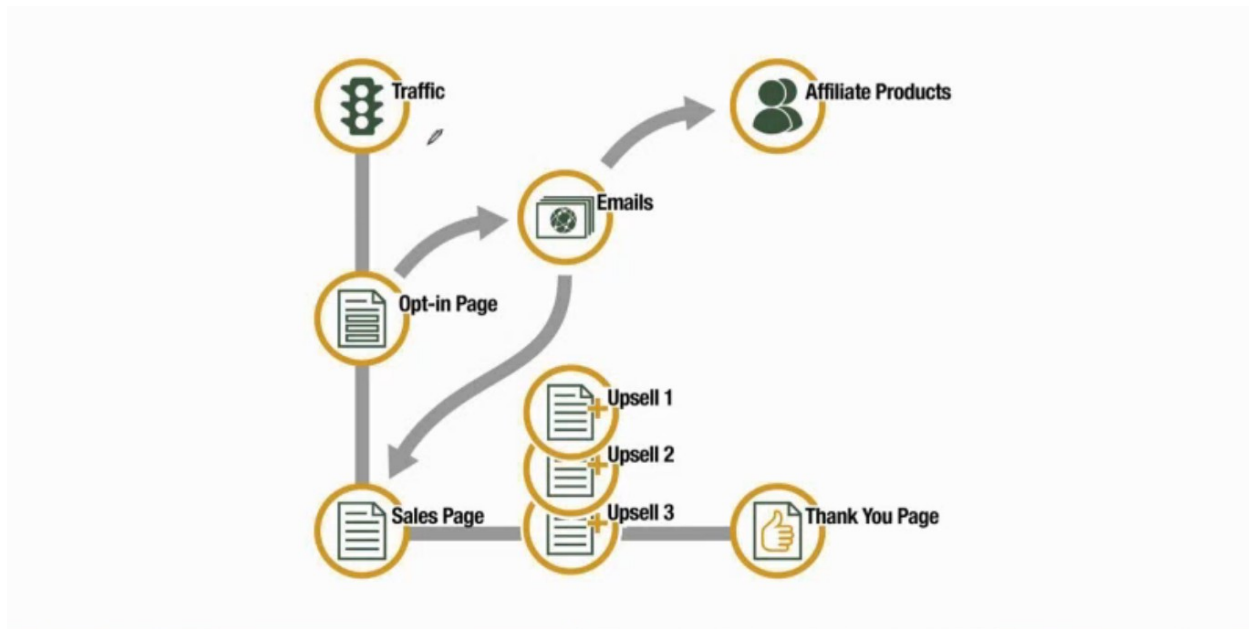 Traffic
Affiliate Products
Emails
Opt-in Page
Upsell 1
Upsell 2
Upsell 3
Sales Page
Thank You Page